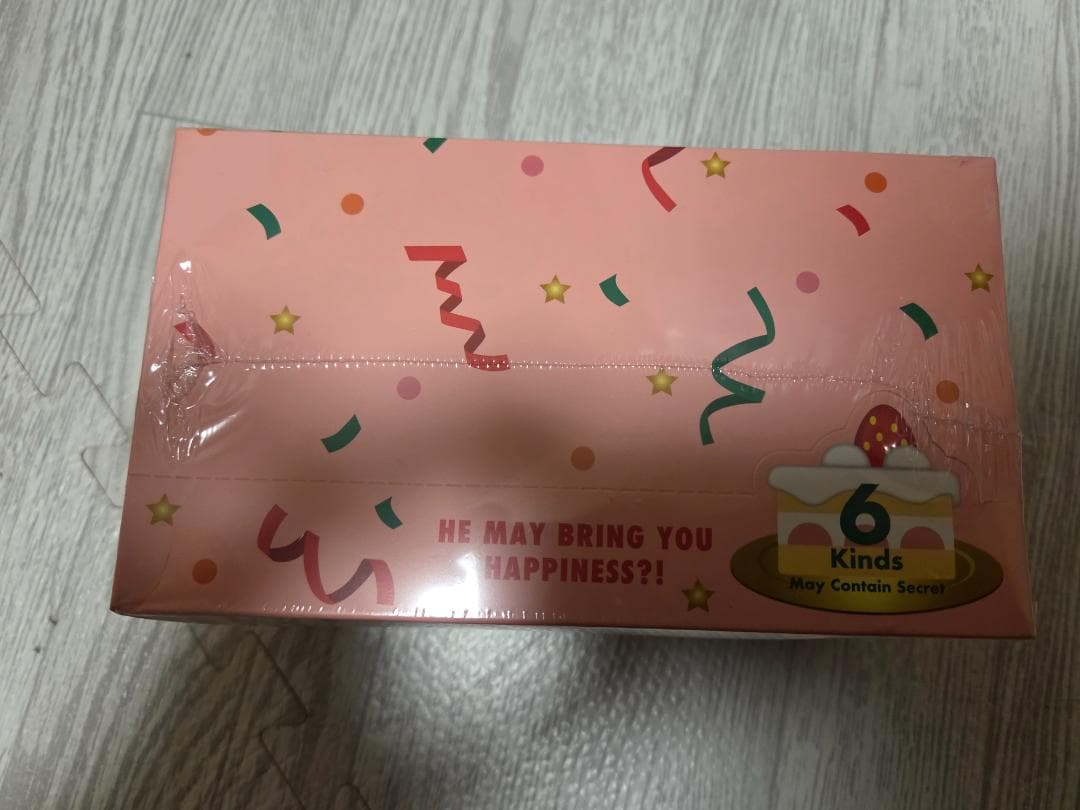 HE MAY BRING YOU
HAPPINESS?!
6
Kinds
May Contain Secret